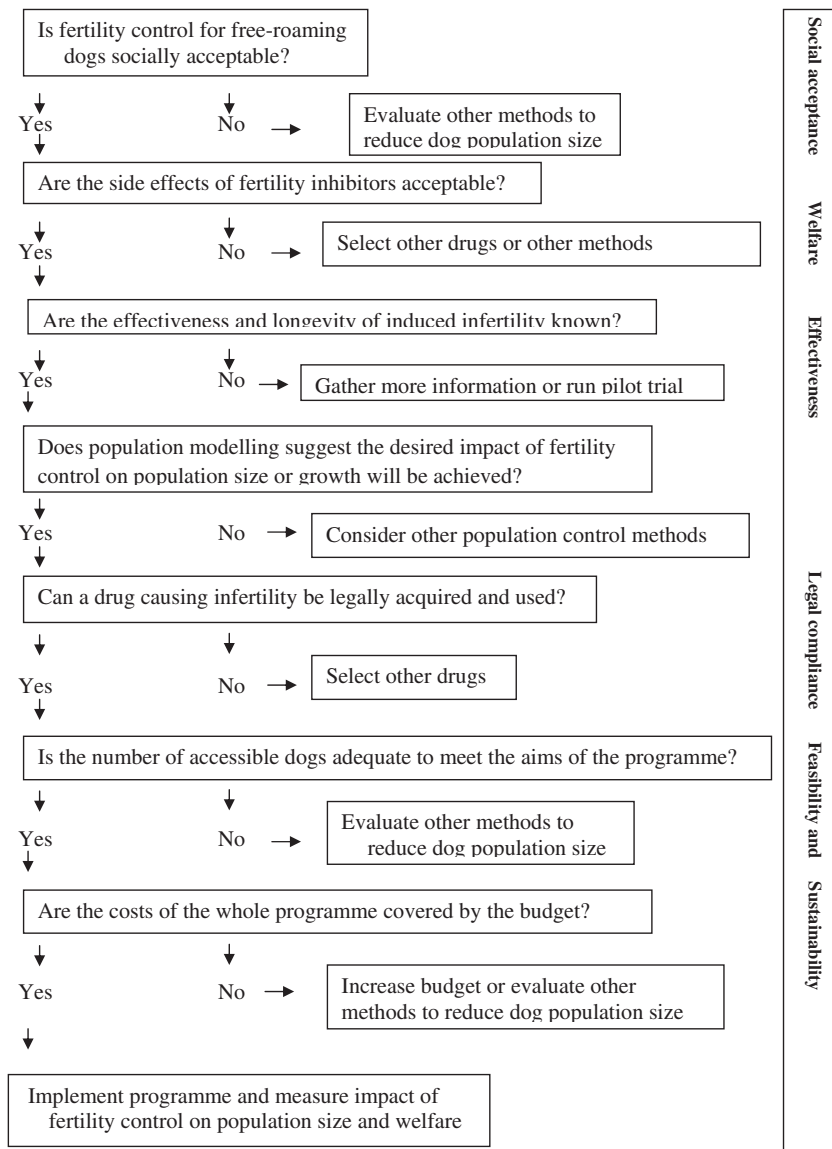 Is fertility control for free-roaming
dogs socially acceptable?
Yes
No
Evaluate other methods to
reduce dog population size
Are the side effects of fertility inhibitors acceptable?
Yes
No
Select other drugs or other methods
Are the effectiveness and longevity of induced infertility known?
Yes
No
Gather more information or run pilot trial
Does population modelling suggest the desired impact of fertility
control on population size or growth will be achieved?
Yes
No
Consider other population control methods
Can a drug causing infertility be legally acquired and used?
Yes
No
Select other drugs
Is the number of accessible dogs adequate to meet the aims of the programme?
Yes
No
Evaluate other methods to
reduce dog population size
Are the costs of the whole programme covered by the budget?
Yes
No
Increase budget or evaluate other
methods to reduce dog population size
Implement programme and measure impact of
fertility control on population size and welfare
Social acceptance
Welfare
Effectiveness
Legal compliance
Feasibility and
Sustainability